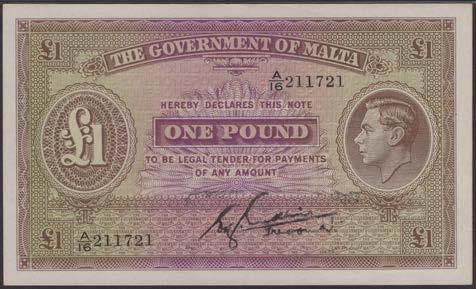 £1 £1
THE GOVERNMENT OF MALTA
A/16 211721
HEREBY DECLARES THIS NOTE
ONE POUND
£1
TO BE LEGAL TENDER FOR PAYMENTS
OF ANY AMOUNT
A/16 211721
£1 £1